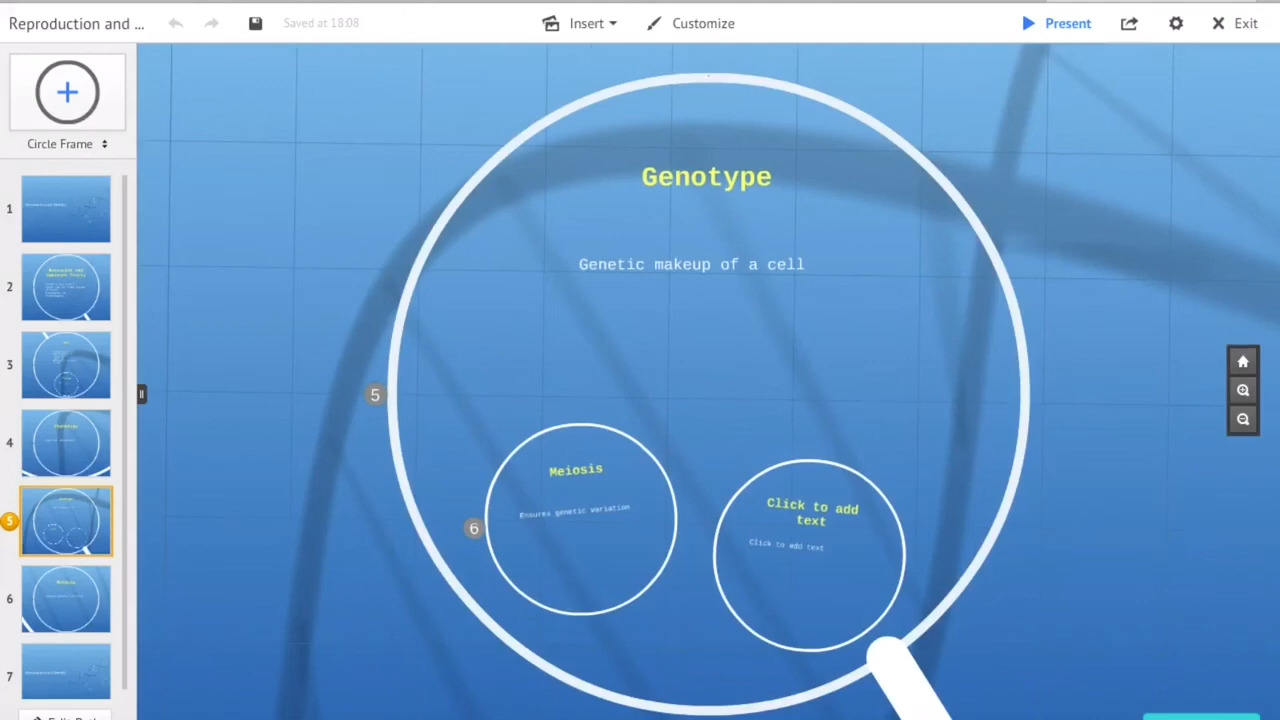 Reproduction and ...
Saved at 18:08
Insert
Customize
Present
Exit
Circle Frame
1
2
3
4
5
6
7
Genotype
Genetic makeup of a cell
5
Meiosis
Ensures genetic variation
6
Click to add
text
Click to add text